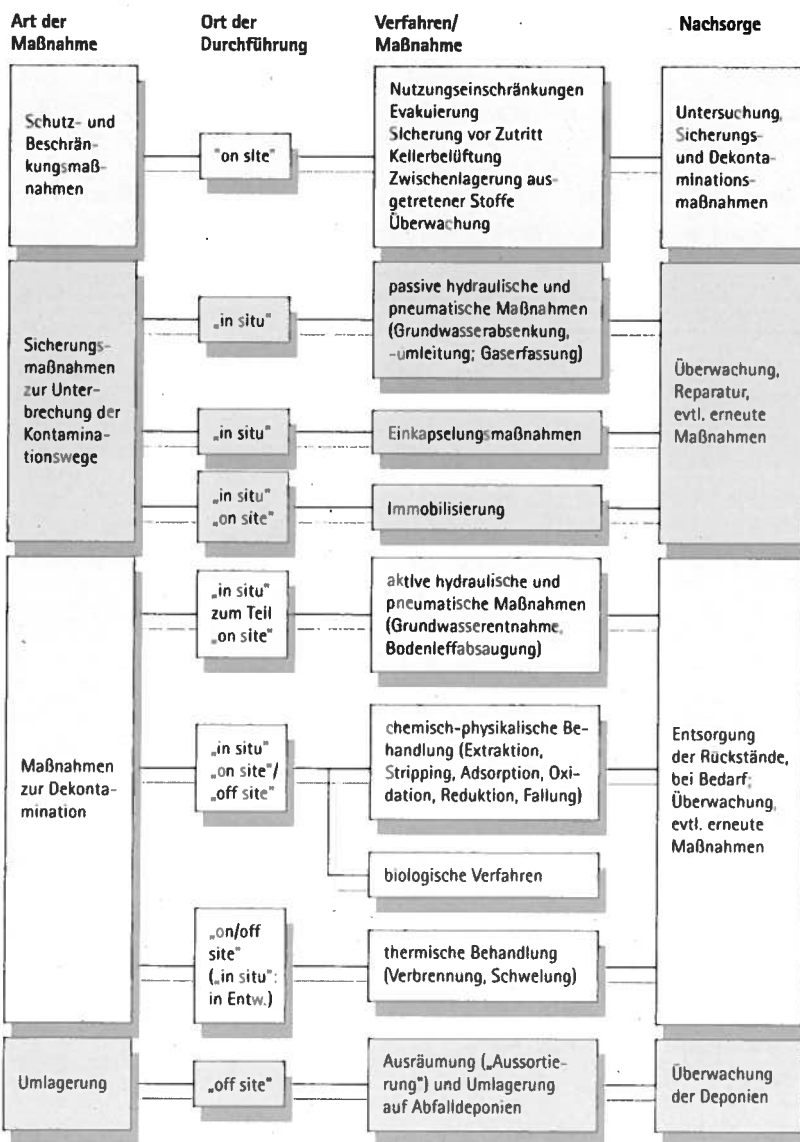 Art der
Maßnahme
Ort der
Durchführung
Verfahren/
Maßnahme
Nachsorge
Schutz- und
Beschrän-
kungsmaß-
nahmen
"on site"
Nutzungseinschränkungen
Evakuierung
Sicherung vor Zutritt
Kellerbelüftung
Zwischenlagerung aus-
getretener Stoffe
Überwachung
Untersuchung,
Sicherungs-
und Dekonta-
minations-
maßnahmen
Sicherungs-
maßnahmen
zur Unter-
brechung der
Kontamina-
tionswege
„in situ"
passive hydraulische und
pneumatische Maßnahmen
(Grundwasserabsenkung,
-umleitung; Gaserfassung)
„in situ"
Einkapselungsmaßnahmen
„in situ"
„on site"
Immobilisierung
Überwachung,
Reparatur,
evtl. erneute
Maßnahmen
Maßnahmen
zur Dekonta-
mination
„in situ"
zum Teil
„on site"
aktive hydraulische und
pneumatische Maßnahmen
(Grundwasserentnahme,
Bodenleffabsaugung)
„in situ"
„on site"/
„off site"
chemisch-physikalische Be-
handlung (Extraktion,
Stripping, Adsorption, Oxi-
dation, Reduktion, Fallung)
biologische Verfahren
„on/off
site"
(„in situ":
in Entw.)
thermische Behandlung
(Verbrennung, Schwelung)
Entsorgung
der Rückstände,
bei Bedarf;
Überwachung,
evtl. erneute
Maßnahmen
Umlagerung
„off site"
Ausräumung („Aussortie-
rung") und Umlagerung
auf Abfalldeponien
Überwachung
der Deponien